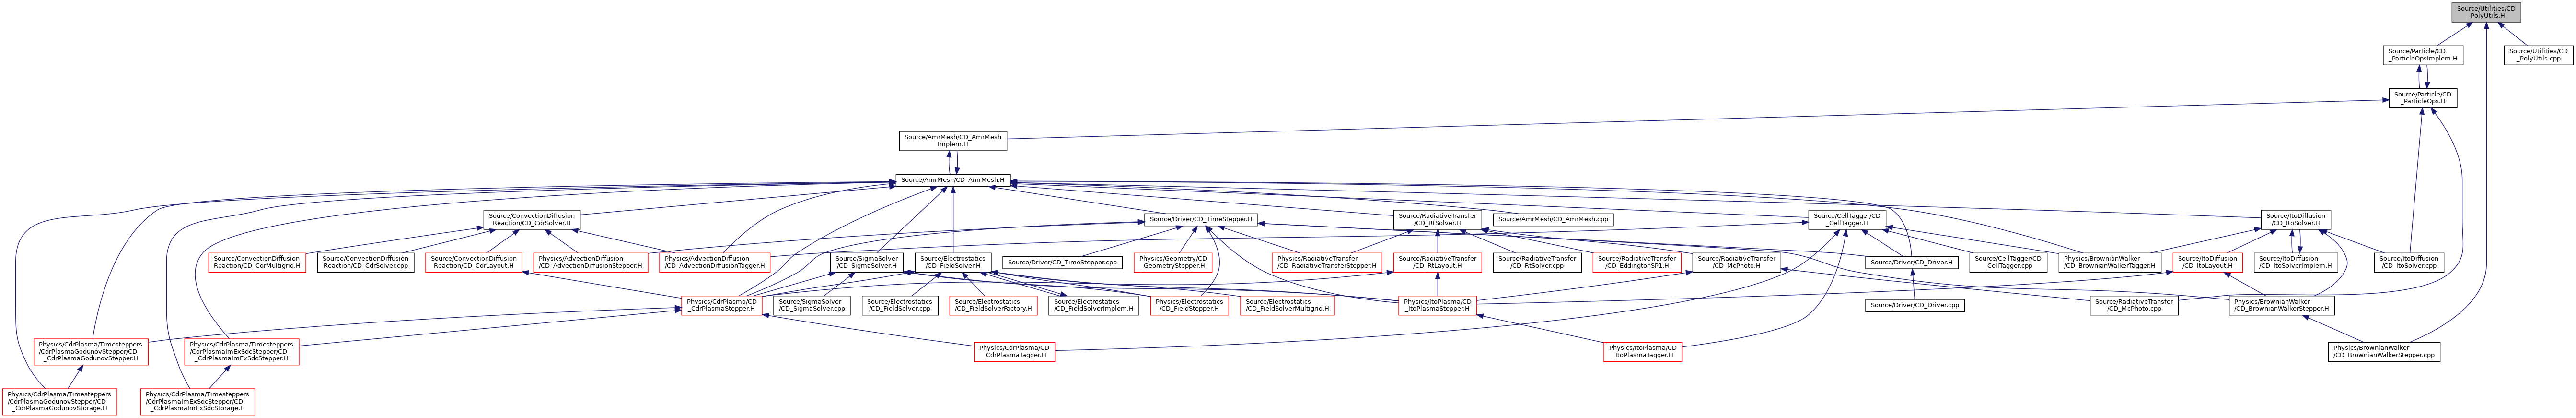 Source/Utilities/CD
_PolyUtils.H
Source/Particle/CD
_ParticleOpsImplem.H
Source/Utilities/CD
_PolyUtils.cpp
Source/Particle/CD
_ParticleOps.H
Source/AmrMesh/CD_AmrMesh
Implem.H
Source/AmrMesh/CD_AmrMesh.H
Source/ConvectionDiffusion
Reaction/CD_CdrSolver.H
Source/Driver/CD_TimeStepper.H
Source/RadiativeTransfer
/CD_RtSolver.H
Source/AmrMesh/CD_AmrMesh.cpp
Source/CellTagger/CD
_CellTagger.H
Source/ItoDiffusion
/CD_ItoSolver.H
Source/ConvectionDiffusion
Reaction/CD_CdrMultigrid.H
Source/ConvectionDiffusion
Reaction/CD_CdrSolver.cpp
Source/ConvectionDiffusion
Reaction/CD_CdrLayout.H
Physics/AdvectionDiffusion
/CD_AdvectionDiffusionStepper.H
Physics/AdvectionDiffusion
/CD_AdvectionDiffusionTagger.H
Source/SigmaSolver
/CD_SigmaSolver.H
Source/Electrostatics
/CD_FieldSolver.H
Source/Driver/CD_TimeStepper.cpp
Physics/Geometry/CD
_GeometryStepper.H
Physics/RadiativeTransfer
/CD_RadiativeTransferStepper.H
Source/RadiativeTransfer
/CD_RtLayout.H
Source/RadiativeTransfer
/CD_RtSolver.cpp
Source/RadiativeTransfer
/CD_EddingtonSP1.H
Source/RadiativeTransfer
/CD_McPhoto.H
Source/Driver/CD_Driver.H
Source/CellTagger/CD
_CellTagger.cpp
Physics/BrownianWalker
/CD_BrownianWalkerTagger.H
Source/ItoDiffusion
/CD_ItoLayout.H
Source/ItoDiffusion
/CD_ItoSolverImplem.H
Source/ItoDiffusion
/CD_ItoSolver.cpp
Physics/CdrPlasma/CD
_CdrPlasmaStepper.H
Source/SigmaSolver
/CD_SigmaSolver.cpp
Source/Electrostatics
/CD_FieldSolver.cpp
Source/Electrostatics
/CD_FieldSolverFactory.H
Source/Electrostatics
/CD_FieldSolverImplem.H
Physics/Electrostatics
/CD_FieldStepper.H
Source/Electrostatics
/CD_FieldSolverMultigrid.H
Physics/ItoPlasma/CD
_ItoPlasmaStepper.H
Source/Driver/CD_Driver.cpp
Source/RadiativeTransfer
/CD_McPhoto.cpp
Physics/BrownianWalker
/CD_BrownianWalkerStepper.H
Physics/CdrPlasma/Timesteppers
/CdrPlasmaGodunovStepper/CD
_CdrPlasmaGodunovStepper.H
Physics/CdrPlasma/Timesteppers
/CdrPlasmaImExSdcStepper/CD
_CdrPlasmaImExSdcStepper.H
Physics/CdrPlasma/CD
_CdrPlasmaTagger.H
Physics/ItoPlasma/CD
_ItoPlasmaTagger.H
Physics/BrownianWalker
/CD_BrownianWalkerStepper.cpp
Physics/CdrPlasma/Timesteppers
/CdrPlasmaGodunovStepper/CD
_CdrPlasmaGodunovStorage.H
Physics/CdrPlasma/Timesteppers
/CdrPlasmaImExSdcStepper/CD
_CdrPlasmaImExSdcStorage.H